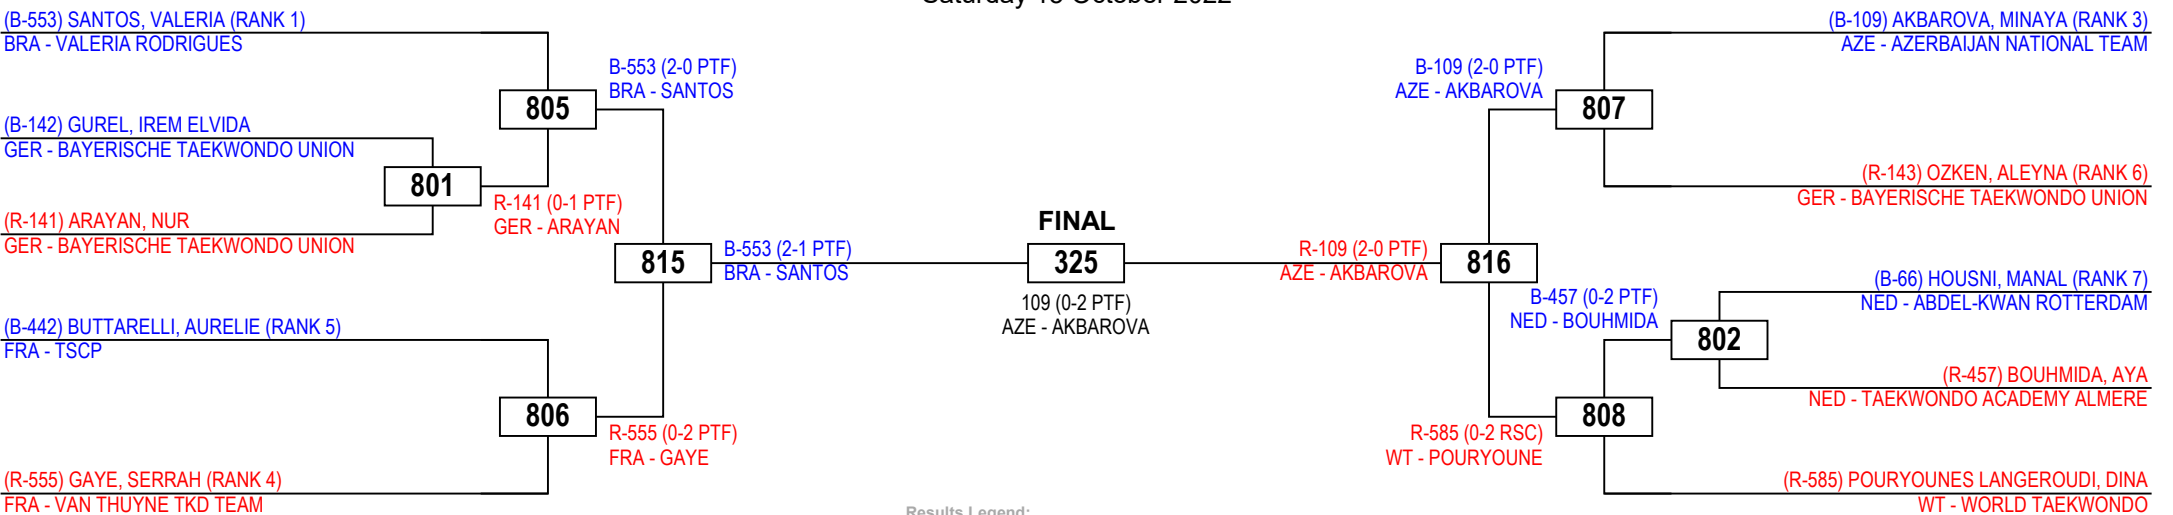 (B-553) SANTOS, VALERIA (RANK 1)
BRA - VALERIA RODRIGUES
B-553 (2-0 PTF)
BRA - SANTOS
805
(B-142) GUREL, IREM ELVIDA
GER - BAYERISCHE TAEKWONDO UNION
801
R-141 (0-1 PTF)
GER - ARAYAN
(R-141) ARAYAN, NUR
GER - BAYERISCHE TAEKWONDO UNION
815
B-553 (2-1 PTF)
BRA - SANTOS
(B-442) BUTTARELLI, AURELIE (RANK 5)
FRA - TSCP
806
R-555 (0-2 PTF)
FRA - GAYE
(R-555) GAYE, SERRAH (RANK 4)
FRA - VAN THUYNE TKD TEAM
FINAL
325
109 (0-2 PTF)
AZE - AKBAROVA
(B-109) AKBAROVA, MINAYA (RANK 3)
AZE - AZERBAIJAN NATIONAL TEAM
B-109 (2-0 PTF)
AZE - AKBAROVA
807
(R-143) OZKEN, ALEYNA (RANK 6)
GER - BAYERISCHE TAEKWONDO UNION
R-109 (2-0 PTF)
AZE - AKBAROVA
816
(B-66) HOUSNI, MANAL (RANK 7)
NED - ABDEL-KWAN ROTTERDAM
B-457 (0-2 PTF)
NED - BOUHMIDA
802
(R-457) BOUHMIDA, AYA
NED - TAEKWONDO ACADEMY ALMERE
808
R-585 (0-2 RSC)
WT - POURYOUNE
(R-585) POURYOUNES LANGEROUDI, DINA
WT - WORLD TAEKWONDO
Results Legend: